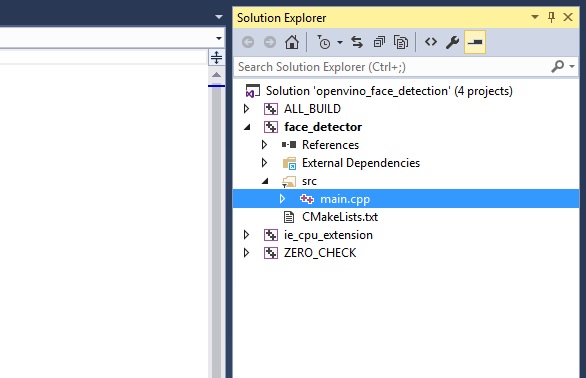 Solution Explorer
Search Solution Explorer (Ctrl+;)
Solution 'openvino_face_detection' (4 projects)
ALL_BUILD
face_detector
References
External Dependencies
src
main.cpp
CMakeLists.txt
ie_cpu_extension
ZERO_CHECK